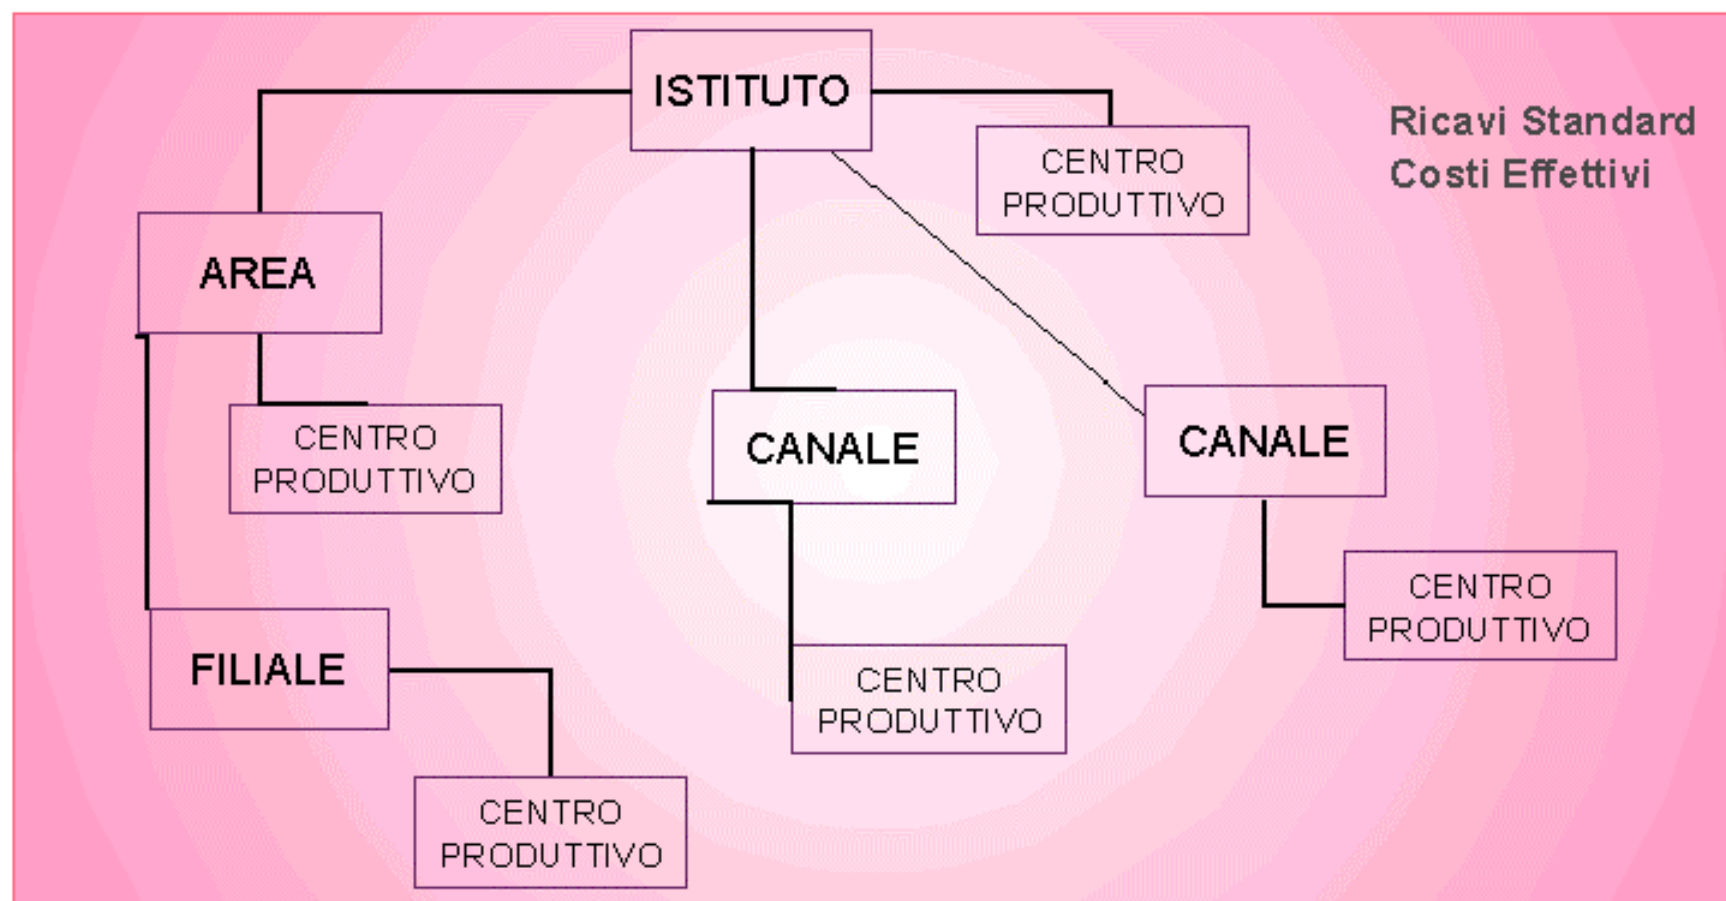 ISTITUTO
Ricavi Standard
Costi Effettivi
CENTRO
PRODUTTIVO
AREA
CENTRO
PRODUTTIVO
CANALE
CANALE
CENTRO
PRODUTTIVO
FILIALE
CENTRO
PRODUTTIVO
CENTRO
PRODUTTIVO